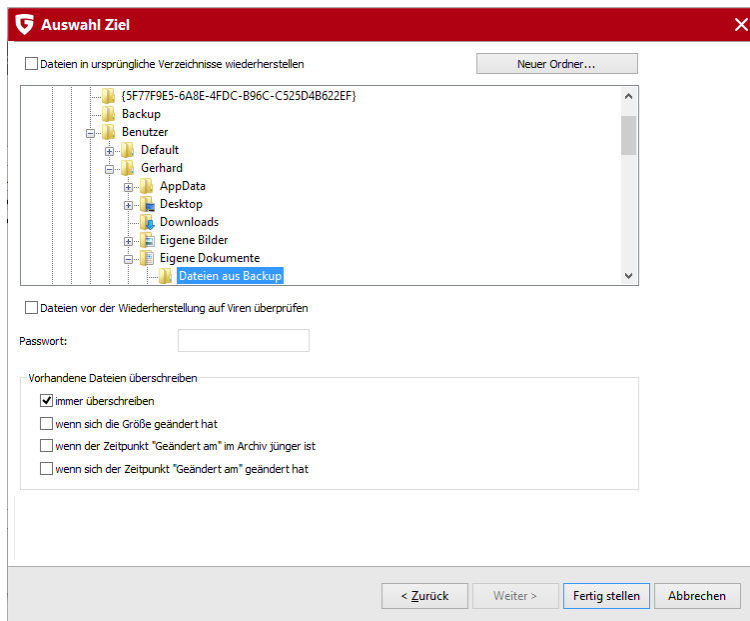 Auswahl Ziel
Dateien in ursprüngliche Verzeichnisse wiederherstellen
Neuer Ordner...
{5F77F9E5-6A8E-4FDC-B96C-C525D4B622EF}
Backup
Benutzer
Default
Gerhard
AppData
Desktop
Downloads
Eigene Bilder
Eigene Dokumente
Dateien aus Backup
Dateien vor der Wiederherstellung auf Viren überprüfen
Passwort:
Vorhandene Dateien überschreiben
immer überschreiben
wenn sich die Größe geändert hat
wenn der Zeitpunkt "Geändert am" im Archiv jünger ist
wenn sich der Zeitpunkt "Geändert am" geändert hat
< Zurück
Weiter >
Fertig stellen
Abbrechen